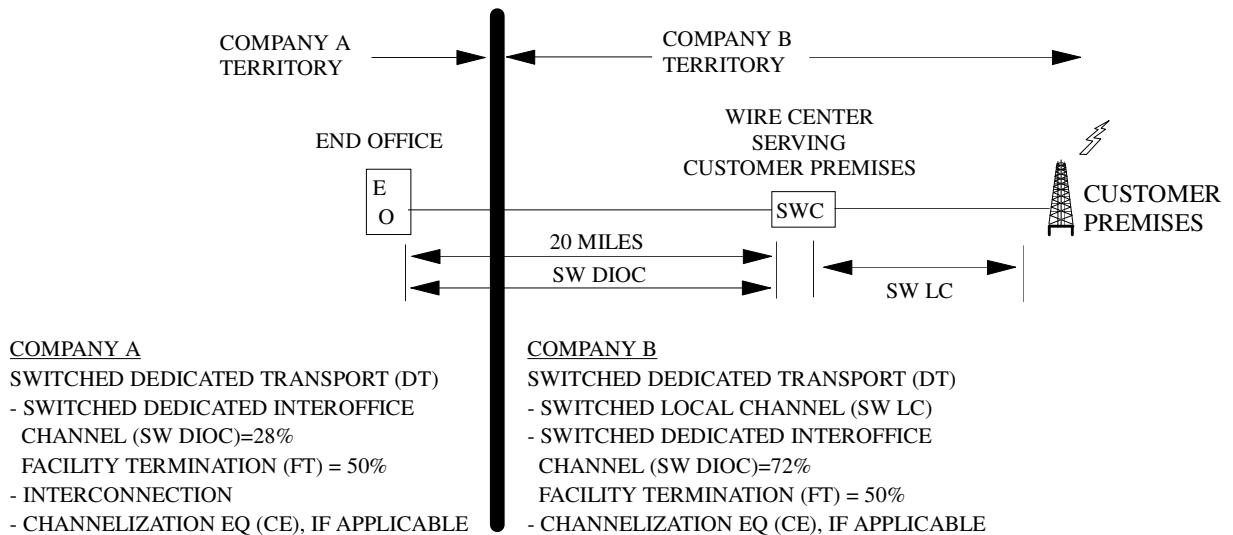 COMPANY A
TERRITORY
COMPANY B
TERRITORY
END OFFICE
WIRE CENTER
SERVING
CUSTOMER PREMISES
E
O
SWC
CUSTOMER
PREMISES
20 MILES
SW DIOC
SW LC
COMPANY A
SWITCHED DEDICATED TRANSPORT (DT)
- SWITCHED DEDICATED INTEROFFICE
CHANNEL (SW DIOC)=28%
FACILITY TERMINATION (FT) = 50%
- INTERCONNECTION
- CHANNELIZATION EQ (CE), IF APPLICABLE
COMPANY B
SWITCHED DEDICATED TRANSPORT (DT)
- SWITCHED LOCAL CHANNEL (SW LC)
- SWITCHED DEDICATED INTEROFFICE
CHANNEL (SW DIOC)=72%
FACILITY TERMINATION (FT) = 50%
- CHANNELIZATION EQ (CE), IF APPLICABLE